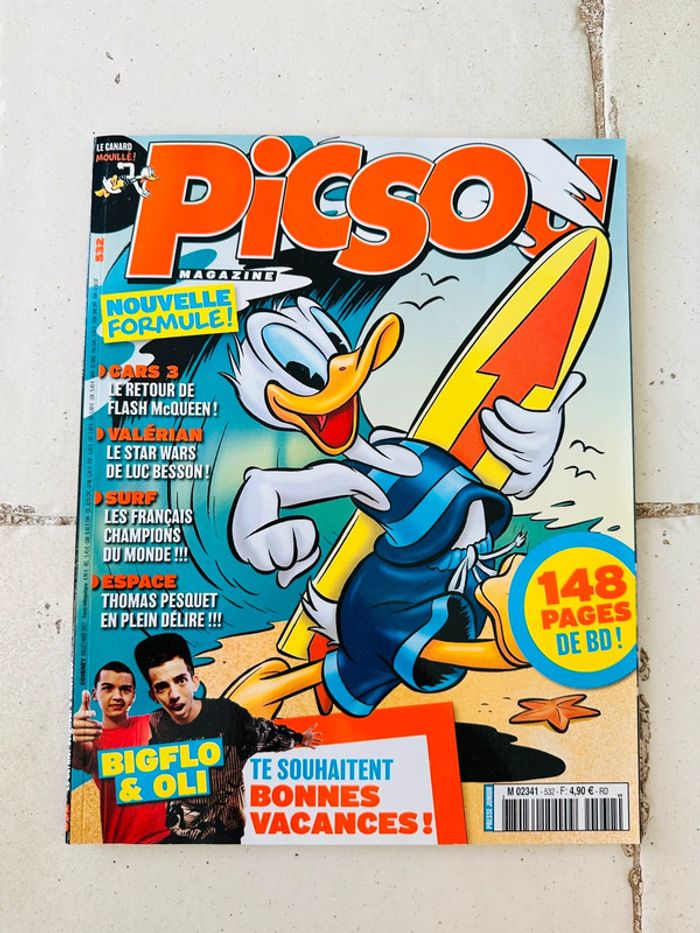 LE CANARD
MOUILLÉ !
PiCSOU
MAGAZINE
532
NOUVELLE
FORMULE !
CARS 3
LE RETOUR DE
FLASH McQUEEN !
VALÉRIAN
LE STAR WARS
DE LUC BESSON !
SURF
LES FRANÇAIS
CHAMPIONS
DU MONDE !!!
ESPACE
THOMAS PESQUET
EN PLEIN DÉLIRE !!!
148
PAGES
DE BD !
BIGFLO
& OLI
TE SOUHAITENT
BONNES
VACANCES !
PRESSE JUNIOR
M 02341 - 532 - F: 4,90 € - RD